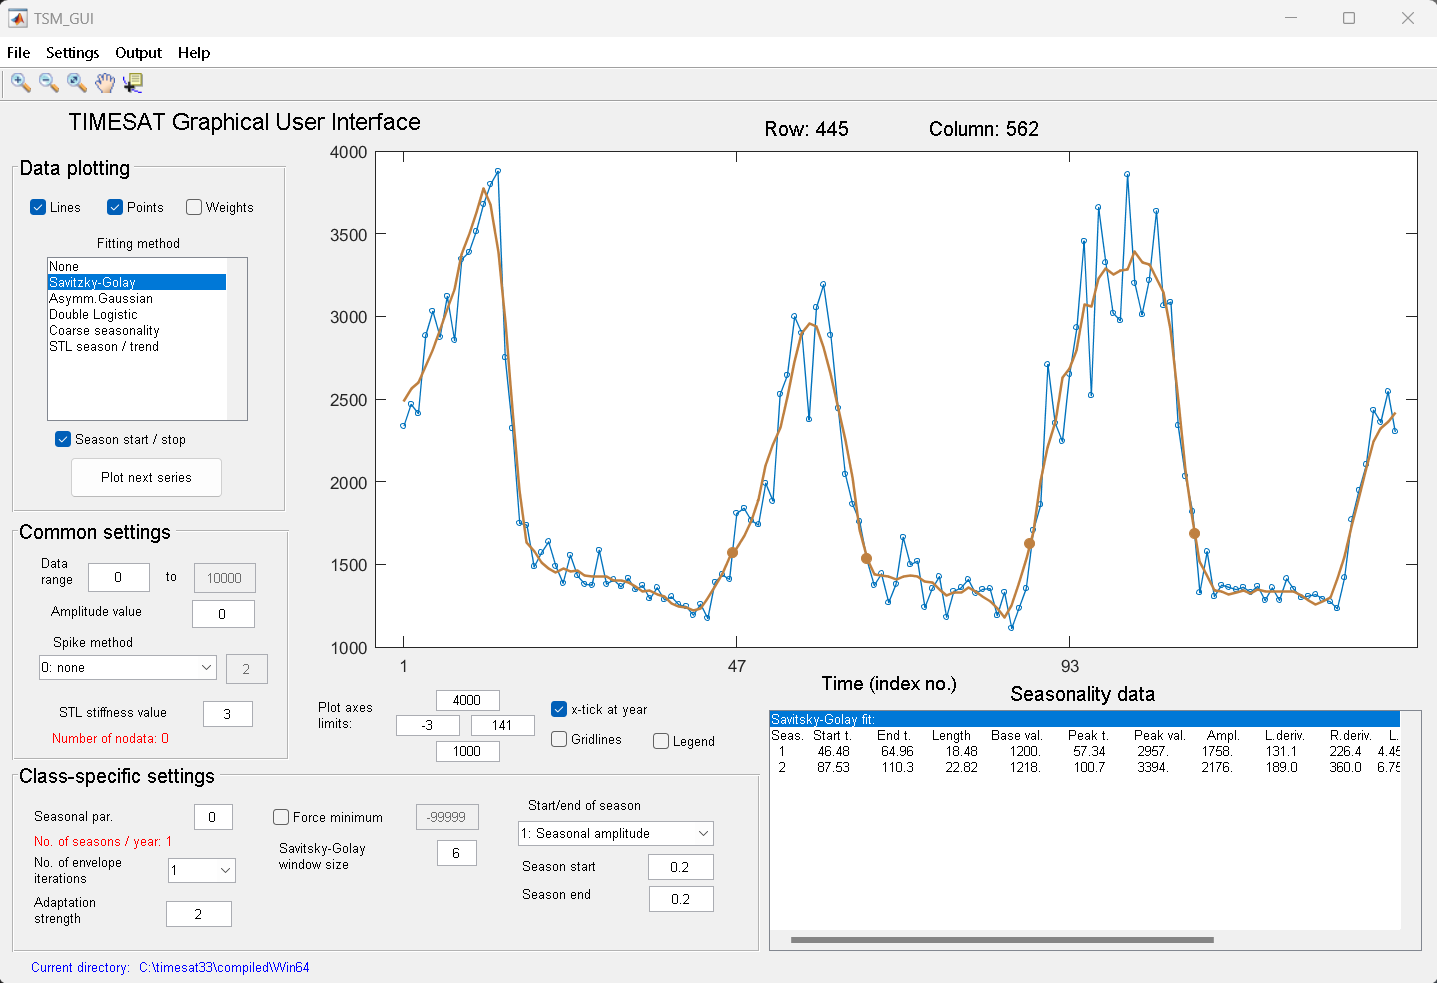 TSM_GUI
File Settings Output Help
TIMESAT Graphical User Interface
Row: 445 Column: 562
Data plotting
Lines Points Weights
Fitting method
None
Savitzky-Golay
Asymm.Gaussian
Double Logistic
Coarse seasonality
STL season / trend
Season start / stop
Plot next series
4000
3500
3000
2500
2000
1500
1000
1 47 93
Time (index no.)
Common settings
Data range 0 to 10000
Amplitude value 0
Spike method
0: none 2
STL stiffness value 3
Number of nodata: 0
Plot axes limits:
4000
-3 141
1000
x-tick at year
Gridlines Legend
Seasonality data
Savitsky-Golay fit:
Seas. Start t. End t. Length Base val. Peak t. Peak val. Ampl. L.deriv. R.deriv. L.
1 46.48 64.96 18.48 1200. 57.34 2957. 1758. 131.1 226.4 4.45
2 87.53 110.3 22.82 1218. 100.7 3394. 2176. 189.0 360.0 6.75
Class-specific settings
Seasonal par. 0
No. of seasons / year: 1
No. of envelope iterations 1
Adaptation strength 2
Force minimum -99999
Savitsky-Golay window size 6
Start/end of season
1: Seasonal amplitude
Season start 0.2
Season end 0.2
Current directory: C:\timesat33\compiled\Win64